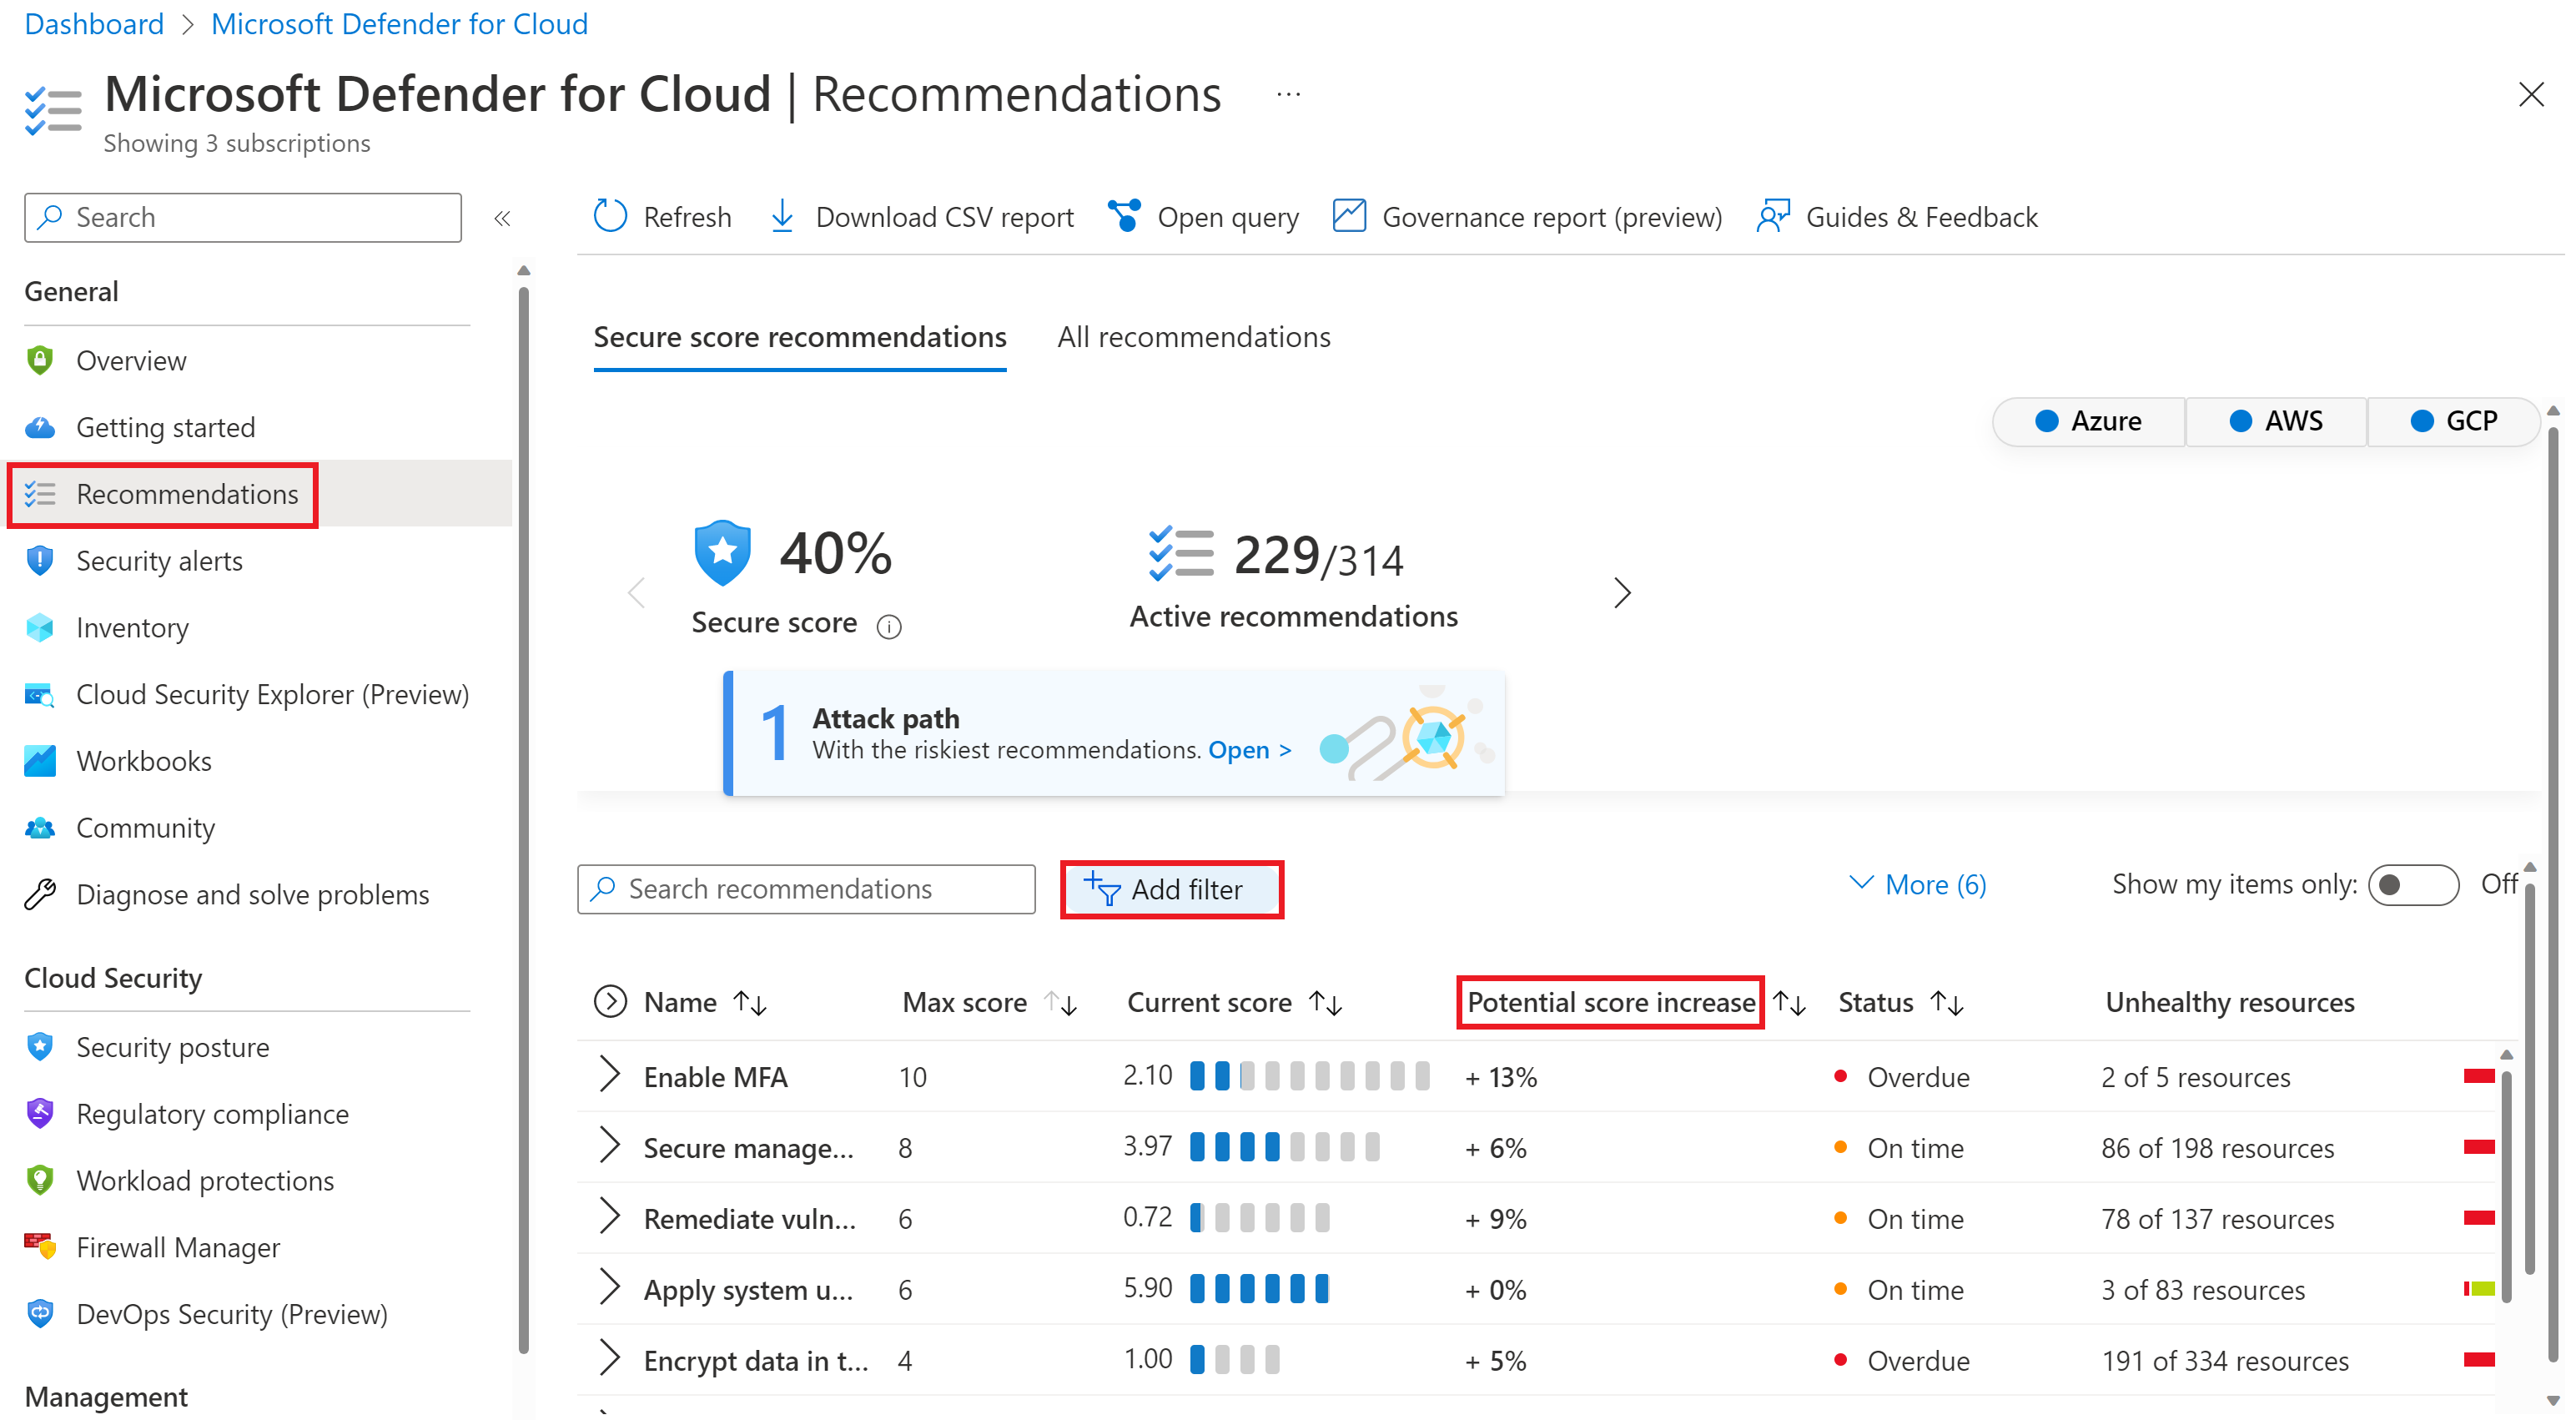 Dashboard > Microsoft Defender for Cloud
Microsoft Defender for Cloud | Recommendations ...
Showing 3 subscriptions
Search «
Refresh Download CSV report Open query Governance report (preview) Guides & Feedback
General
Overview
Getting started
Recommendations
Security alerts
Inventory
Cloud Security Explorer (Preview)
Workbooks
Community
Diagnose and solve problems
Cloud Security
Security posture
Regulatory compliance
Workload protections
Firewall Manager
DevOps Security (Preview)
Management
Secure score recommendations All recommendations
Azure AWS GCP
40% 229/314
Secure score Active recommendations
1 Attack path
With the riskiest recommendations. Open >
Search recommendations Add filter More (6) Show my items only: Off
Name Max score Current score Potential score increase Status Unhealthy resources
Enable MFA 10 2.10 + 13% Overdue 2 of 5 resources
Secure manage... 8 3.97 + 6% On time 86 of 198 resources
Remediate vuln... 6 0.72 + 9% On time 78 of 137 resources
Apply system u... 6 5.90 + 0% On time 3 of 83 resources
Encrypt data in t... 4 1.00 + 5% Overdue 191 of 334 resources